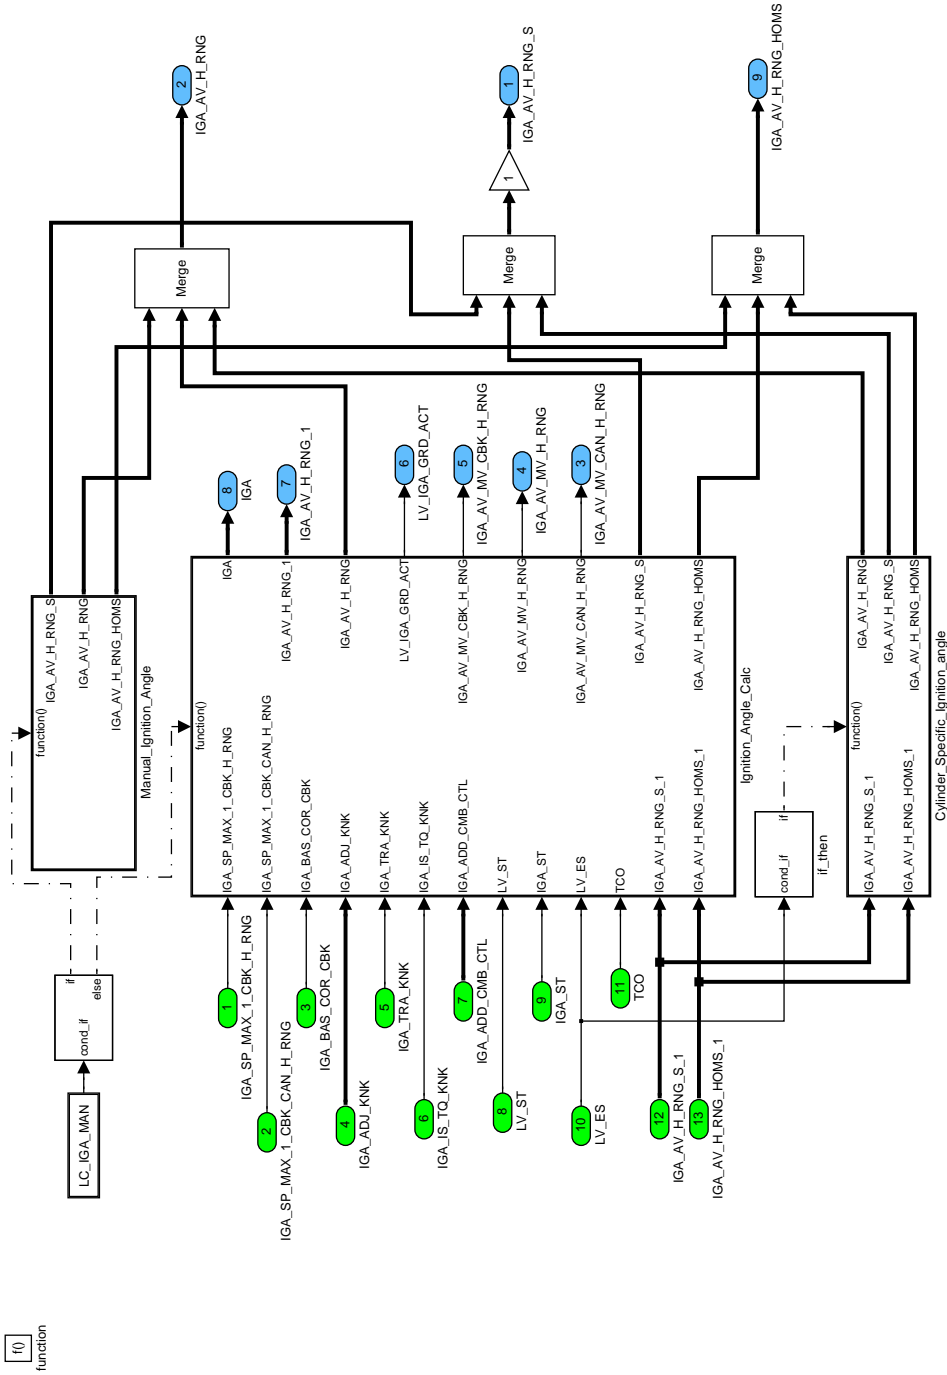 f()
function
LC_IGA_MAN
cond_if
if
else
function()
IGA_AV_H_RNG_S
IGA_AV_H_RNG
IGA_AV_H_RNG_HOMS
Manual_Ignition_Angle
1
IGA_SP_MAX_1_CBK_H_RNG
2
IGA_SP_MAX_1_CBK_CAN_H_RNG
3
IGA_BAS_COR_CBK
4
IGA_ADJ_KNK
5
IGA_TRA_KNK
6
IGA_IS_TQ_KNK
7
IGA_ADD_CMB_CTL
8
LV_ST
9
IGA_ST
10
LV_ES
11
TCO
12
IGA_AV_H_RNG_S_1
13
IGA_AV_H_RNG_HOMS_1
function()
IGA_SP_MAX_1_CBK_H_RNG
IGA_SP_MAX_1_CBK_CAN_H_RNG
IGA_BAS_COR_CBK
IGA_ADJ_KNK
IGA_TRA_KNK
IGA_IS_TQ_KNK
IGA_ADD_CMB_CTL
LV_ST
IGA_ST
LV_ES
TCO
IGA_AV_H_RNG_S_1
IGA_AV_H_RNG_HOMS_1
IGA
IGA_AV_H_RNG_1
IGA_AV_H_RNG
LV_IGA_GRD_ACT
IGA_AV_MV_CBK_H_RNG
IGA_AV_MV_H_RNG
IGA_AV_MV_CAN_H_RNG
IGA_AV_H_RNG_S
IGA_AV_H_RNG_HOMS
Ignition_Angle_Calc
cond_if
if
if_then
function()
IGA_AV_H_RNG_S_1
IGA_AV_H_RNG_HOMS_1
IGA_AV_H_RNG
IGA_AV_H_RNG_S
IGA_AV_H_RNG_HOMS
Cylinder_Specific_Ignition_angle
8
IGA
7
IGA_AV_H_RNG_1
6
LV_IGA_GRD_ACT
5
IGA_AV_MV_CBK_H_RNG
4
IGA_AV_MV_H_RNG
3
IGA_AV_MV_CAN_H_RNG
Merge
Merge
Merge
1
2
IGA_AV_H_RNG
1
IGA_AV_H_RNG_S
9
IGA_AV_H_RNG_HOMS